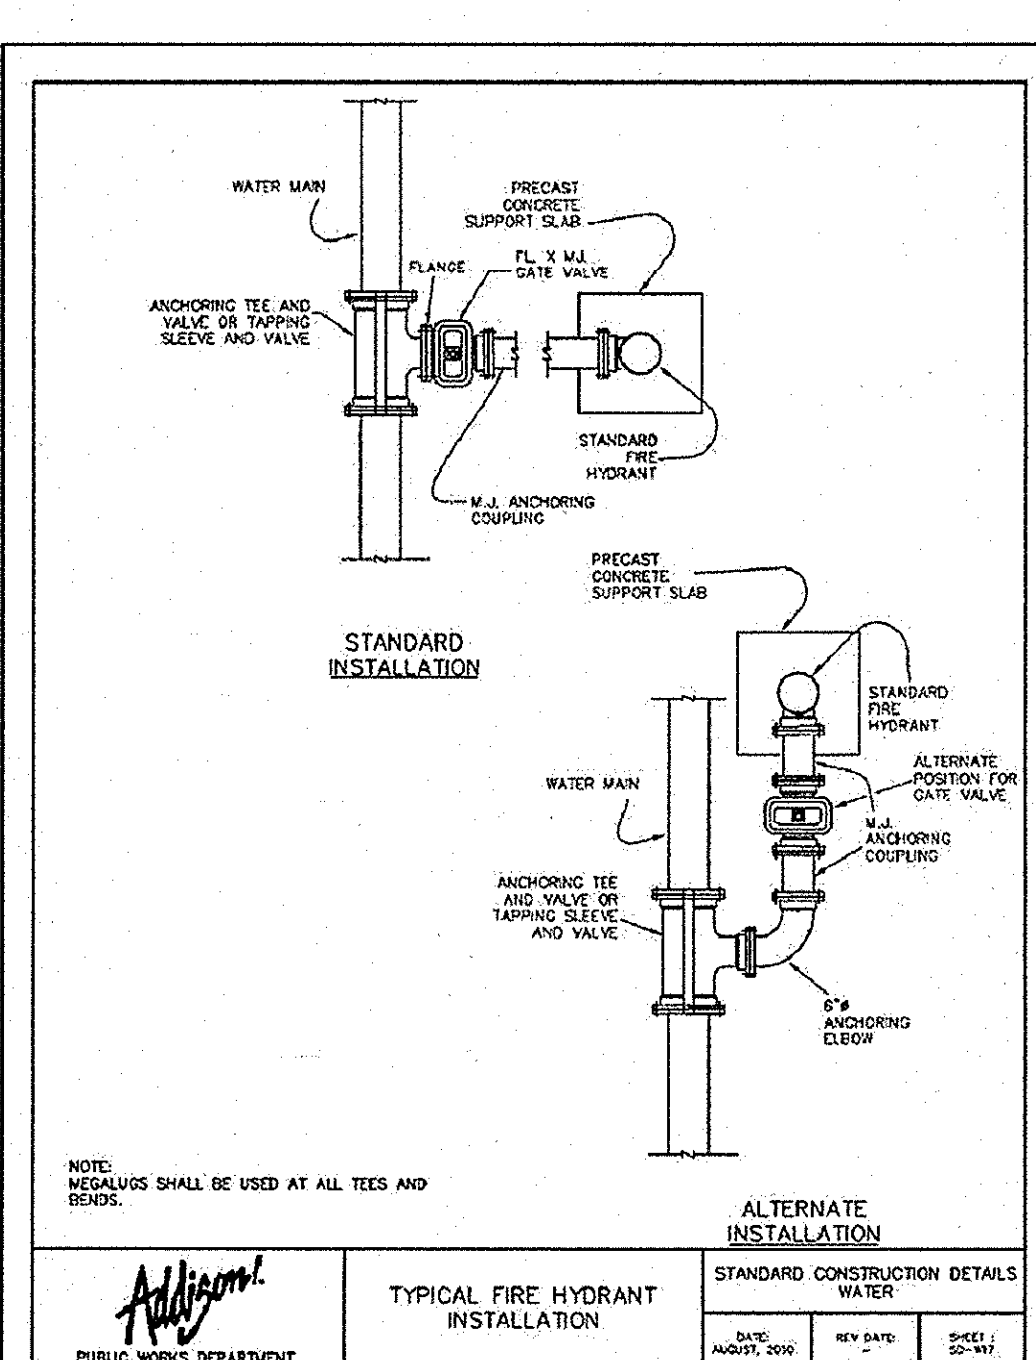 WATER MAIN
PRECAST
CONCRETE
SUPPORT SLAB
FLANGE
FL. X M.J.
GATE VALVE
ANCHORING TEE AND
VALVE OR TAPPING
SLEEVE AND VALVE
STANDARD
FIRE
HYDRANT
M.J. ANCHORING
COUPLING
STANDARD
INSTALLATION
PRECAST
CONCRETE
SUPPORT SLAB
STANDARD
FIRE
HYDRANT
ALTERNATE
POSITION FOR
GATE VALVE
WATER MAIN
M.J.
ANCHORING
COUPLING
ANCHORING TEE
AND VALVE OR
TAPPING SLEEVE
AND VALVE
6"ø
ANCHORING
ELBOW
NOTE:
MEGALUGS SHALL BE USED AT ALL TEES AND
BENDS.
ALTERNATE
INSTALLATION
Addison!
PUBLIC WORKS DEPARTMENT
TYPICAL FIRE HYDRANT
INSTALLATION
STANDARD CONSTRUCTION DETAILS
WATER
DATE:
AUGUST, 2010
REV DATE:
–
SHEET :
SD-W17